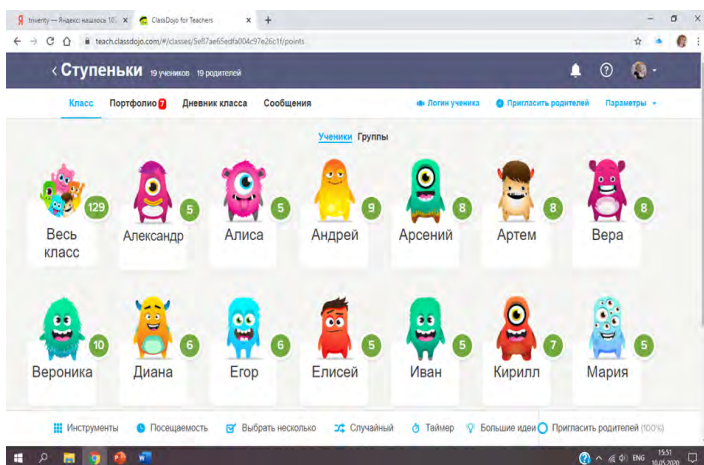 ClassDojo for Teachers
teach.classdojo.com/#/classes/5ef17ae65edfa004c97e26c1f/points
< Ступеньки 19 учеников 19 родителей
Класс Портфолио 7 Дневник класса Сообщения Логин ученика Пригласить родителей Параметры
Ученики Группы
129 5 5 9 8 8 8
Весь класс Александр Алиса Андрей Арсений Артем Вера
10 6 6 5 5 7 5
Вероника Диана Егор Елисей Иван Кирилл Мария
Инструменты Посещаемость Выбрать несколько Случайный Таймер Большие идеи Пригласить родителей (100%)
ENG 15:51
10.05.2020